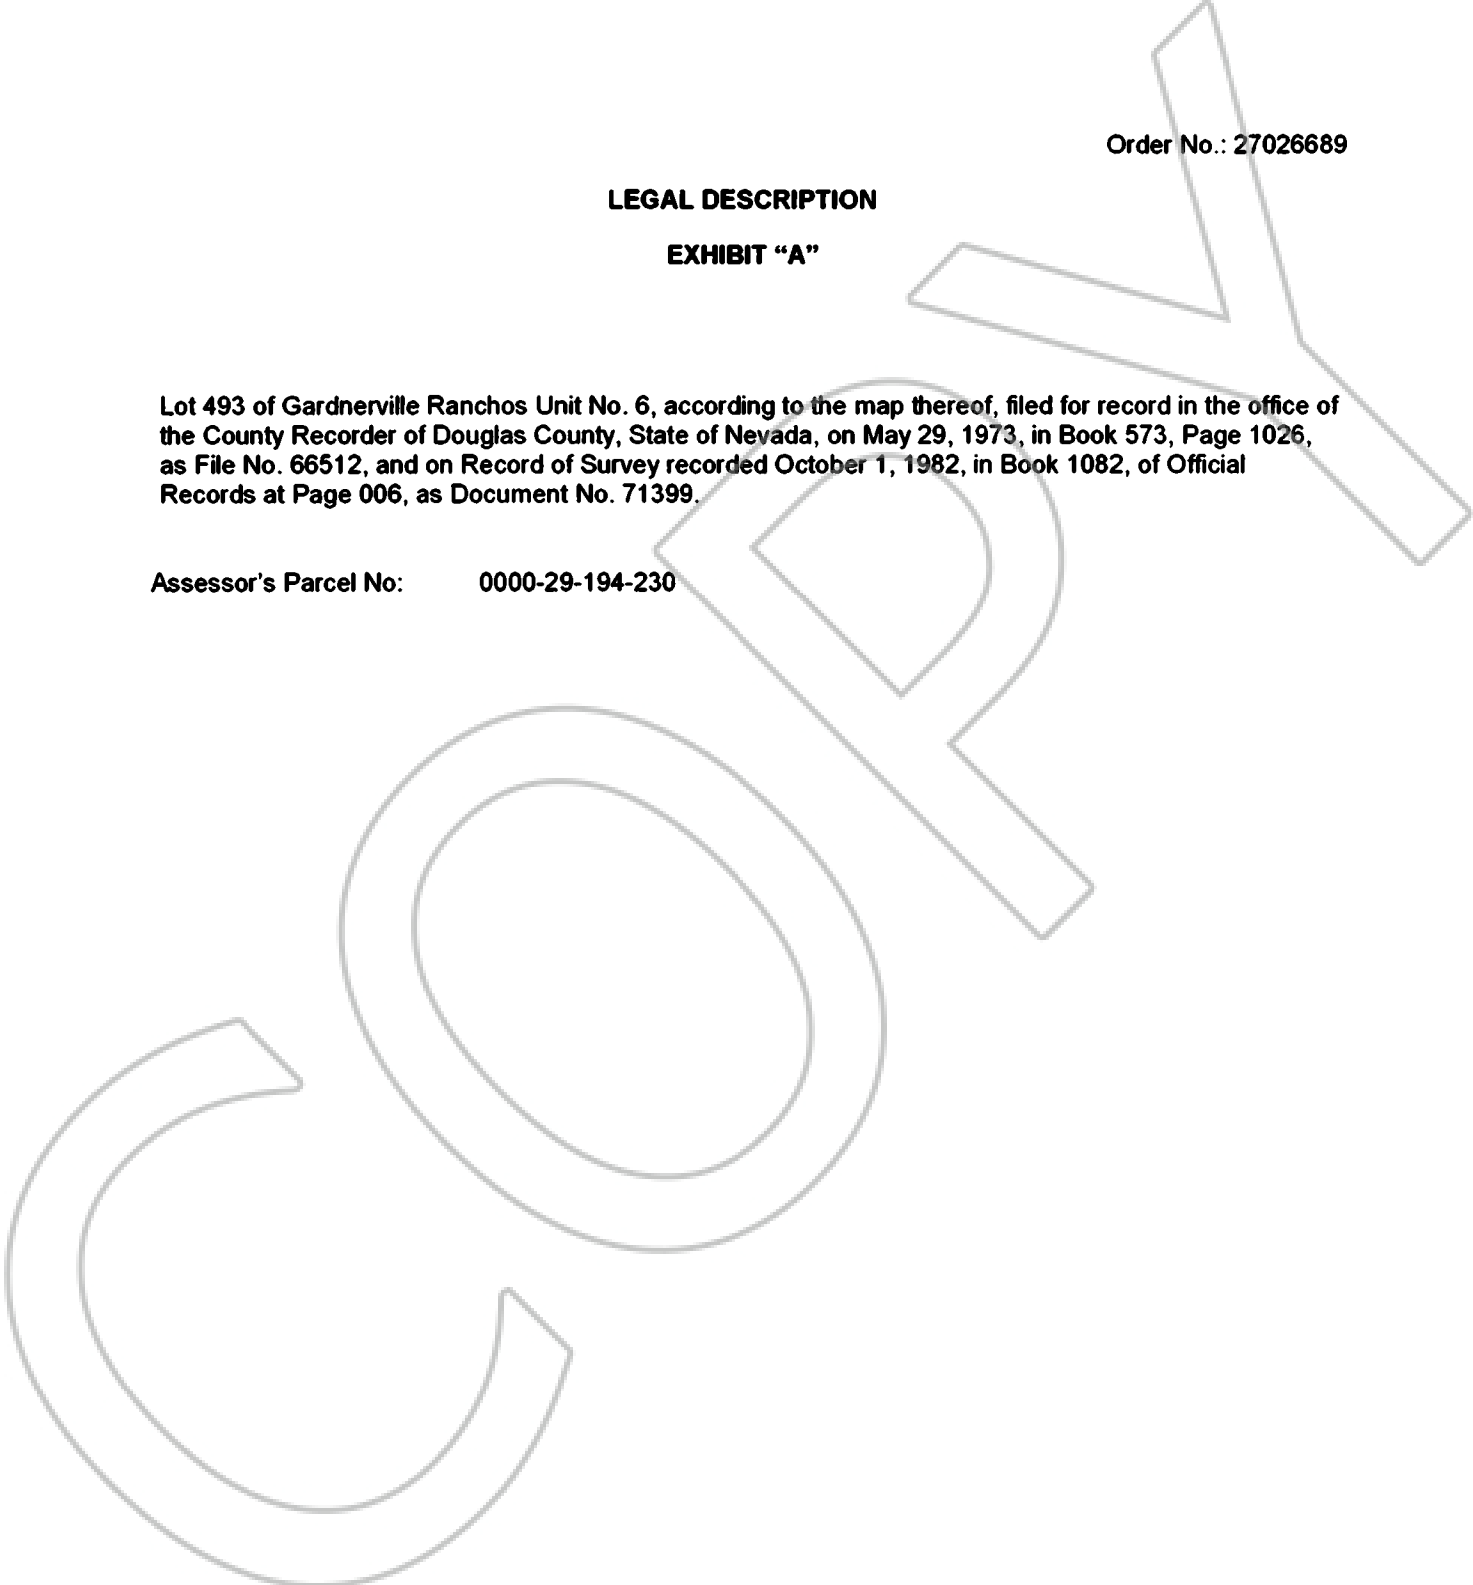 Order No.: 27026689
LEGAL DESCRIPTION
EXHIBIT “A”
Lot 493 of Gardnerville Ranchos Unit No. 6, according to the map thereof, filed for record in the office of
the County Recorder of Douglas County, State of Nevada, on May 29, 1973, in Book 573, Page 1026,
as File No. 66512, and on Record of Survey recorded October 1, 1982, in Book 1082, of Official
Records at Page 006, as Document No. 71399.
Assessor's Parcel No: 0000-29-194-230
COPY